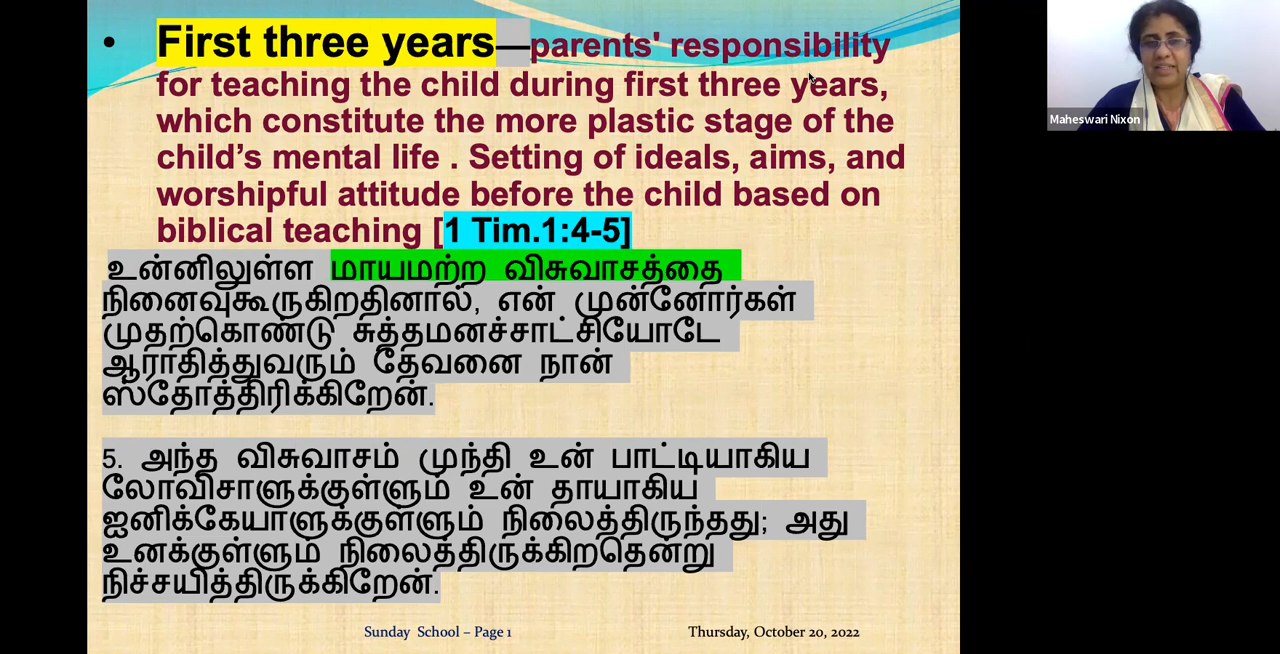 • First three years—parents' responsibility
for teaching the child during first three years,
which constitute the more plastic stage of the
child’s mental life . Setting of ideals, aims, and
worshipful attitude before the child based on
biblical teaching [1 Tim.1:4-5]
உன்னிலுள்ள மாயமற்ற விசுவாசத்தை
நினைவுகூருகிறதினால், என் முன்னோர்கள்
முதற்கொண்டு சுத்தமனச்சாட்சியோடே
ஆராதித்துவரும் தேவனை நான்
ஸ்தோத்திரிக்கிறேன்.
5. அந்த விசுவாசம் முந்தி உன் பாட்டியாகிய
லோவிசாளுக்குள்ளும் உன் தாயாகிய
ஐனிக்கேயாளுக்குள்ளும் நிலைத்திருந்தது; அது
உனக்குள்ளும் நிலைத்திருக்கிறதென்று
நிச்சயித்திருக்கிறேன்.
Sunday School – Page 1
Thursday, October 20, 2022
Maheswari Nixon